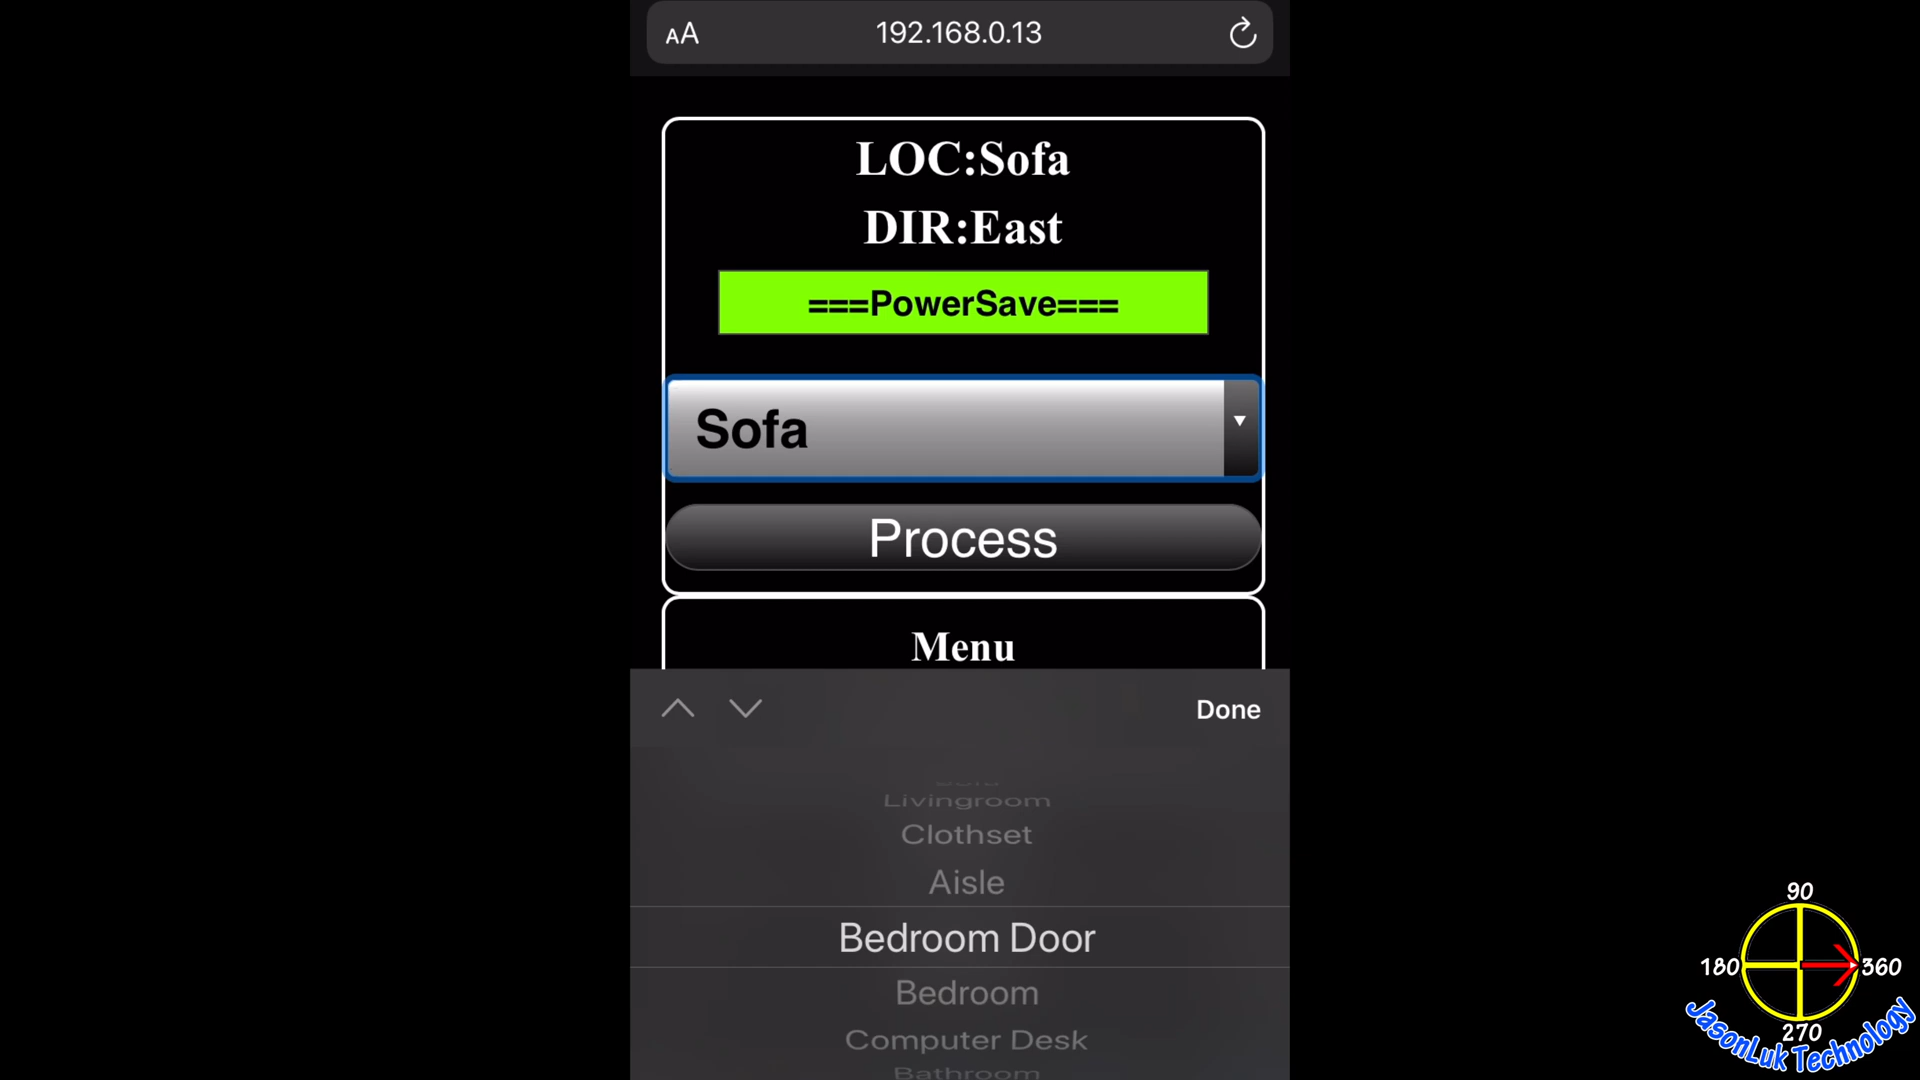 AA 192.168.0.13
LOC:Sofa
DIR:East
===PowerSave===
Sofa
Process
Menu
Done
Livingroom
Clothset
Aisle
Bedroom Door
Bedroom
Computer Desk
Bathroom
90
180
360
270
JasonLuk Technology